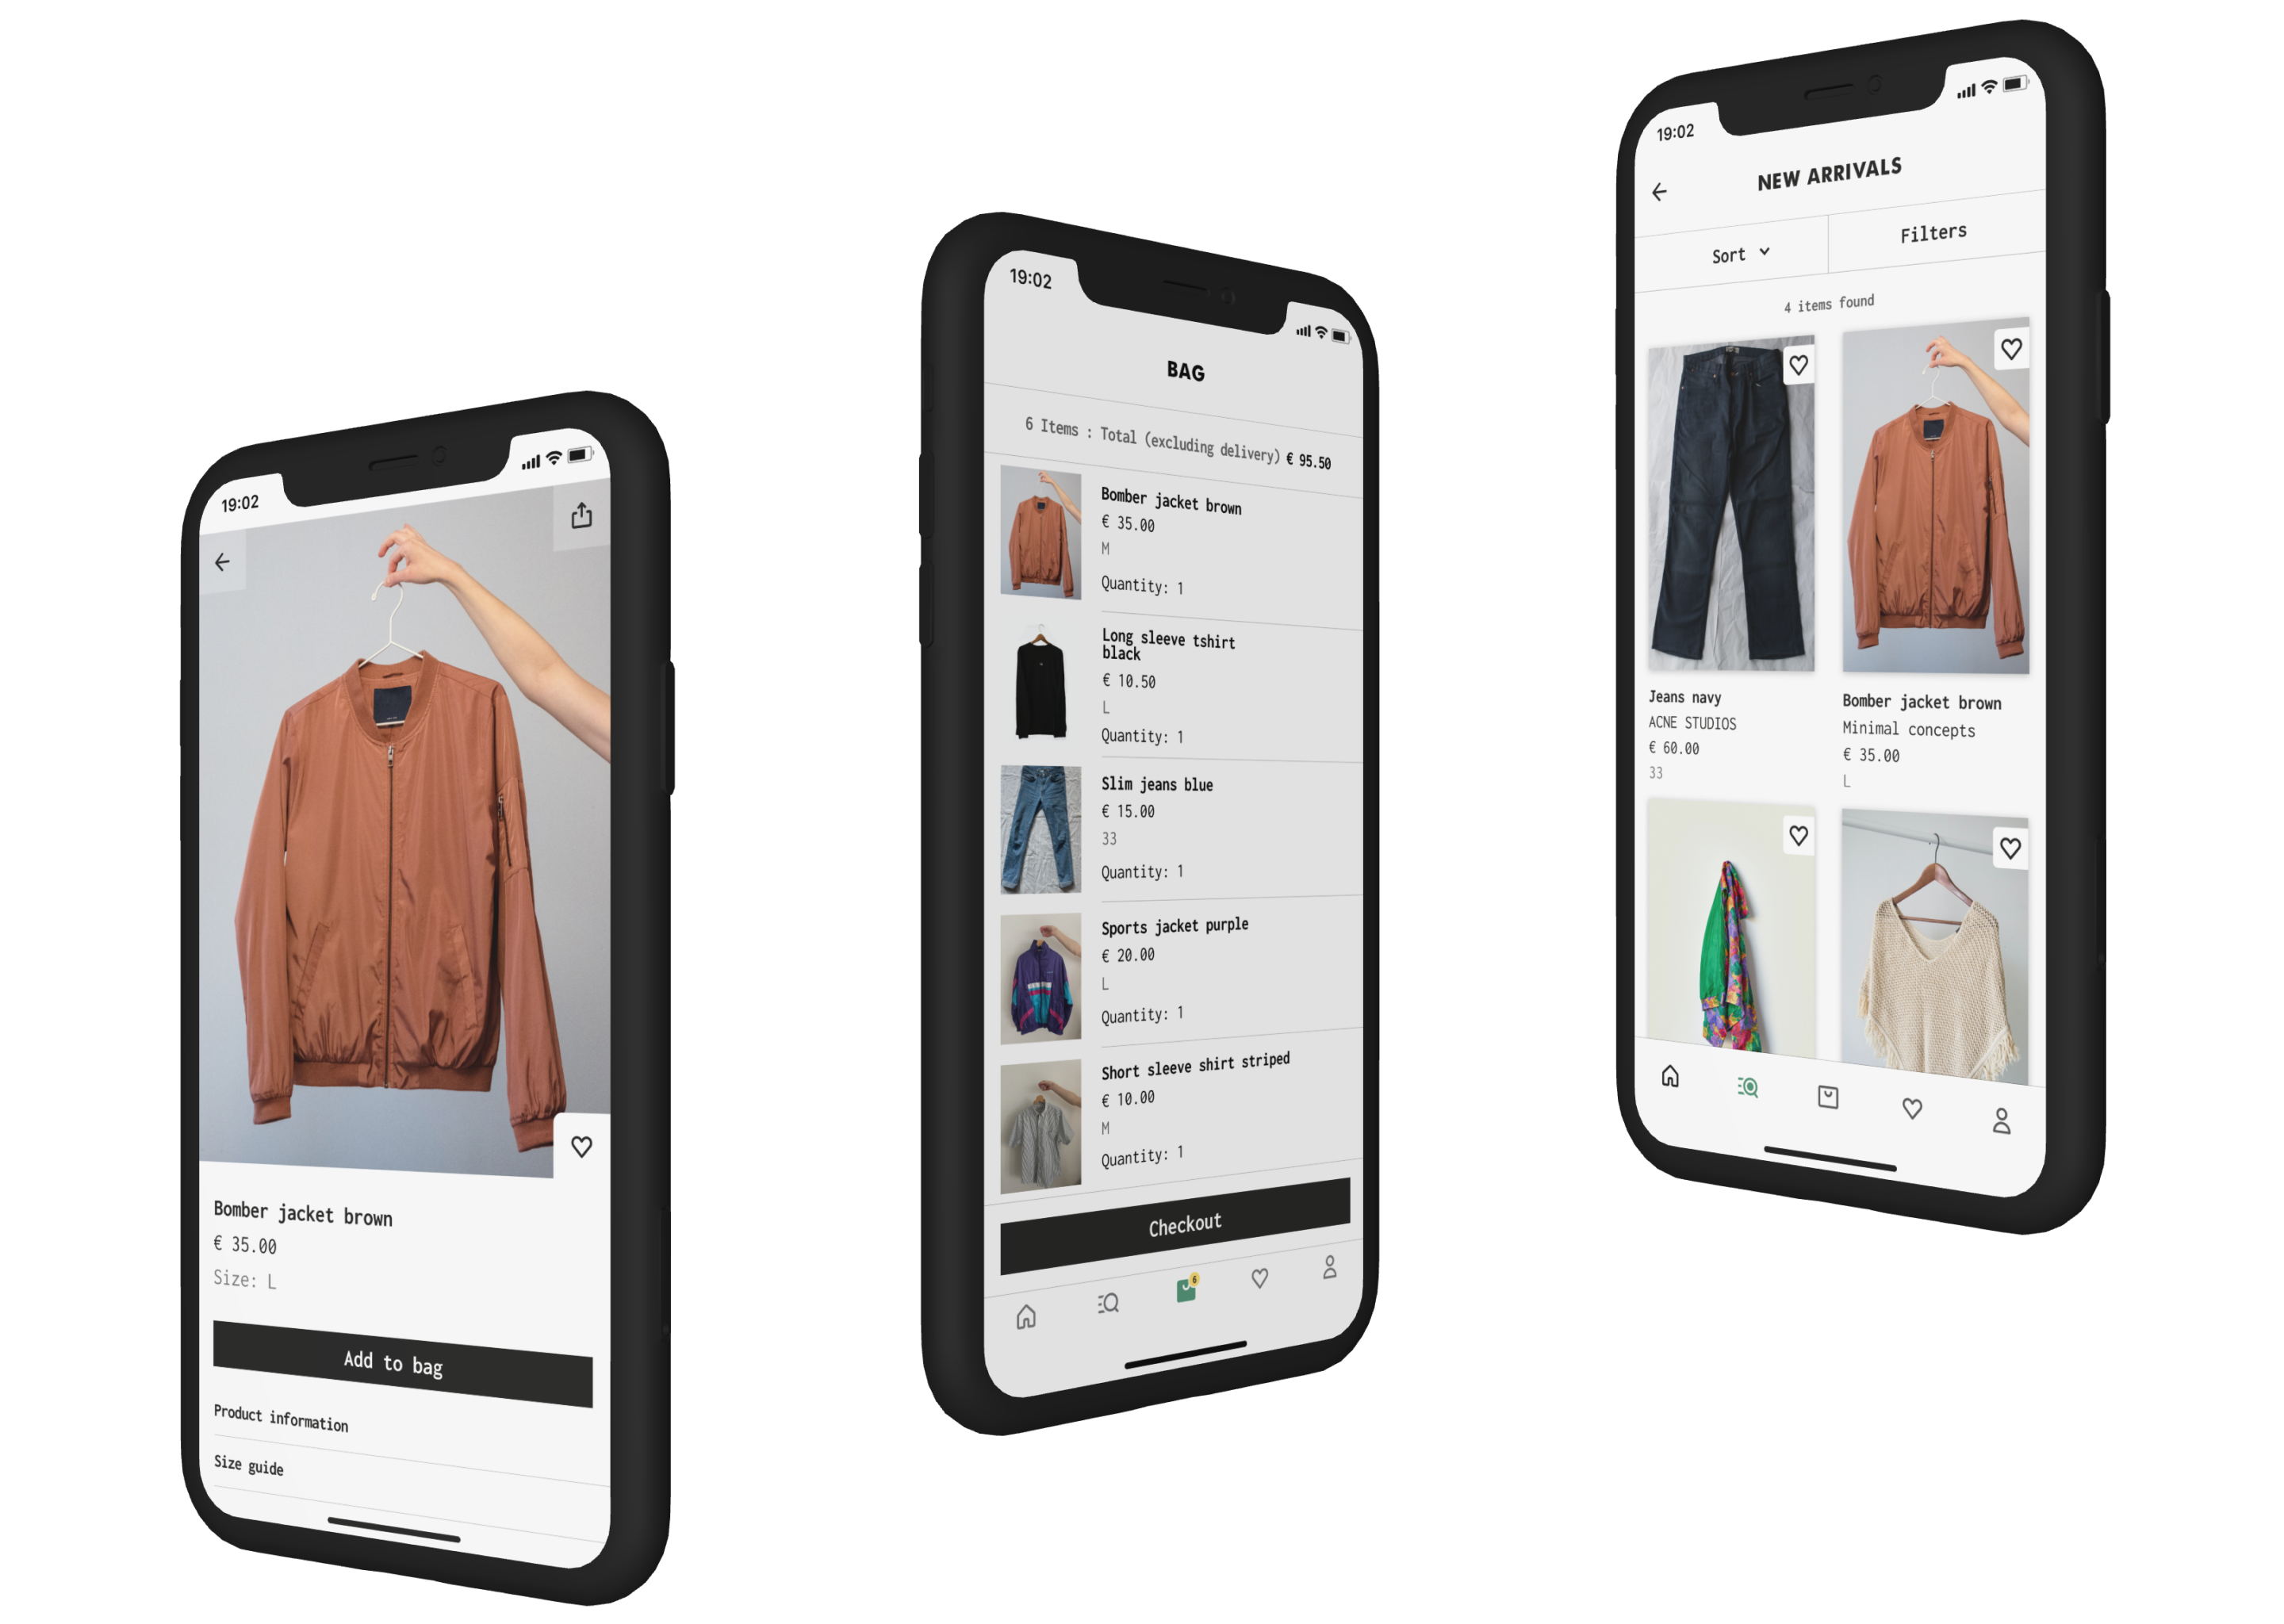 19:02
Bomber jacket brown
€ 35.00
Size: L
Add to bag
Product information
Size guide
19:02
BAG
6 Items : Total (excluding delivery) € 95.50
Bomber jacket brown
€ 35.00
M
Quantity: 1
Long sleeve tshirt
black
€ 10.50
L
Quantity: 1
Slim jeans blue
€ 15.00
33
Quantity: 1
Sports jacket purple
€ 20.00
L
Quantity: 1
Short sleeve shirt striped
€ 10.00
M
Quantity: 1
Checkout
6
19:02
NEW ARRIVALS
Sort
Filters
4 items found
Jeans navy
ACNE STUDIOS
€ 60.00
33
Bomber jacket brown
Minimal concepts
€ 35.00
L